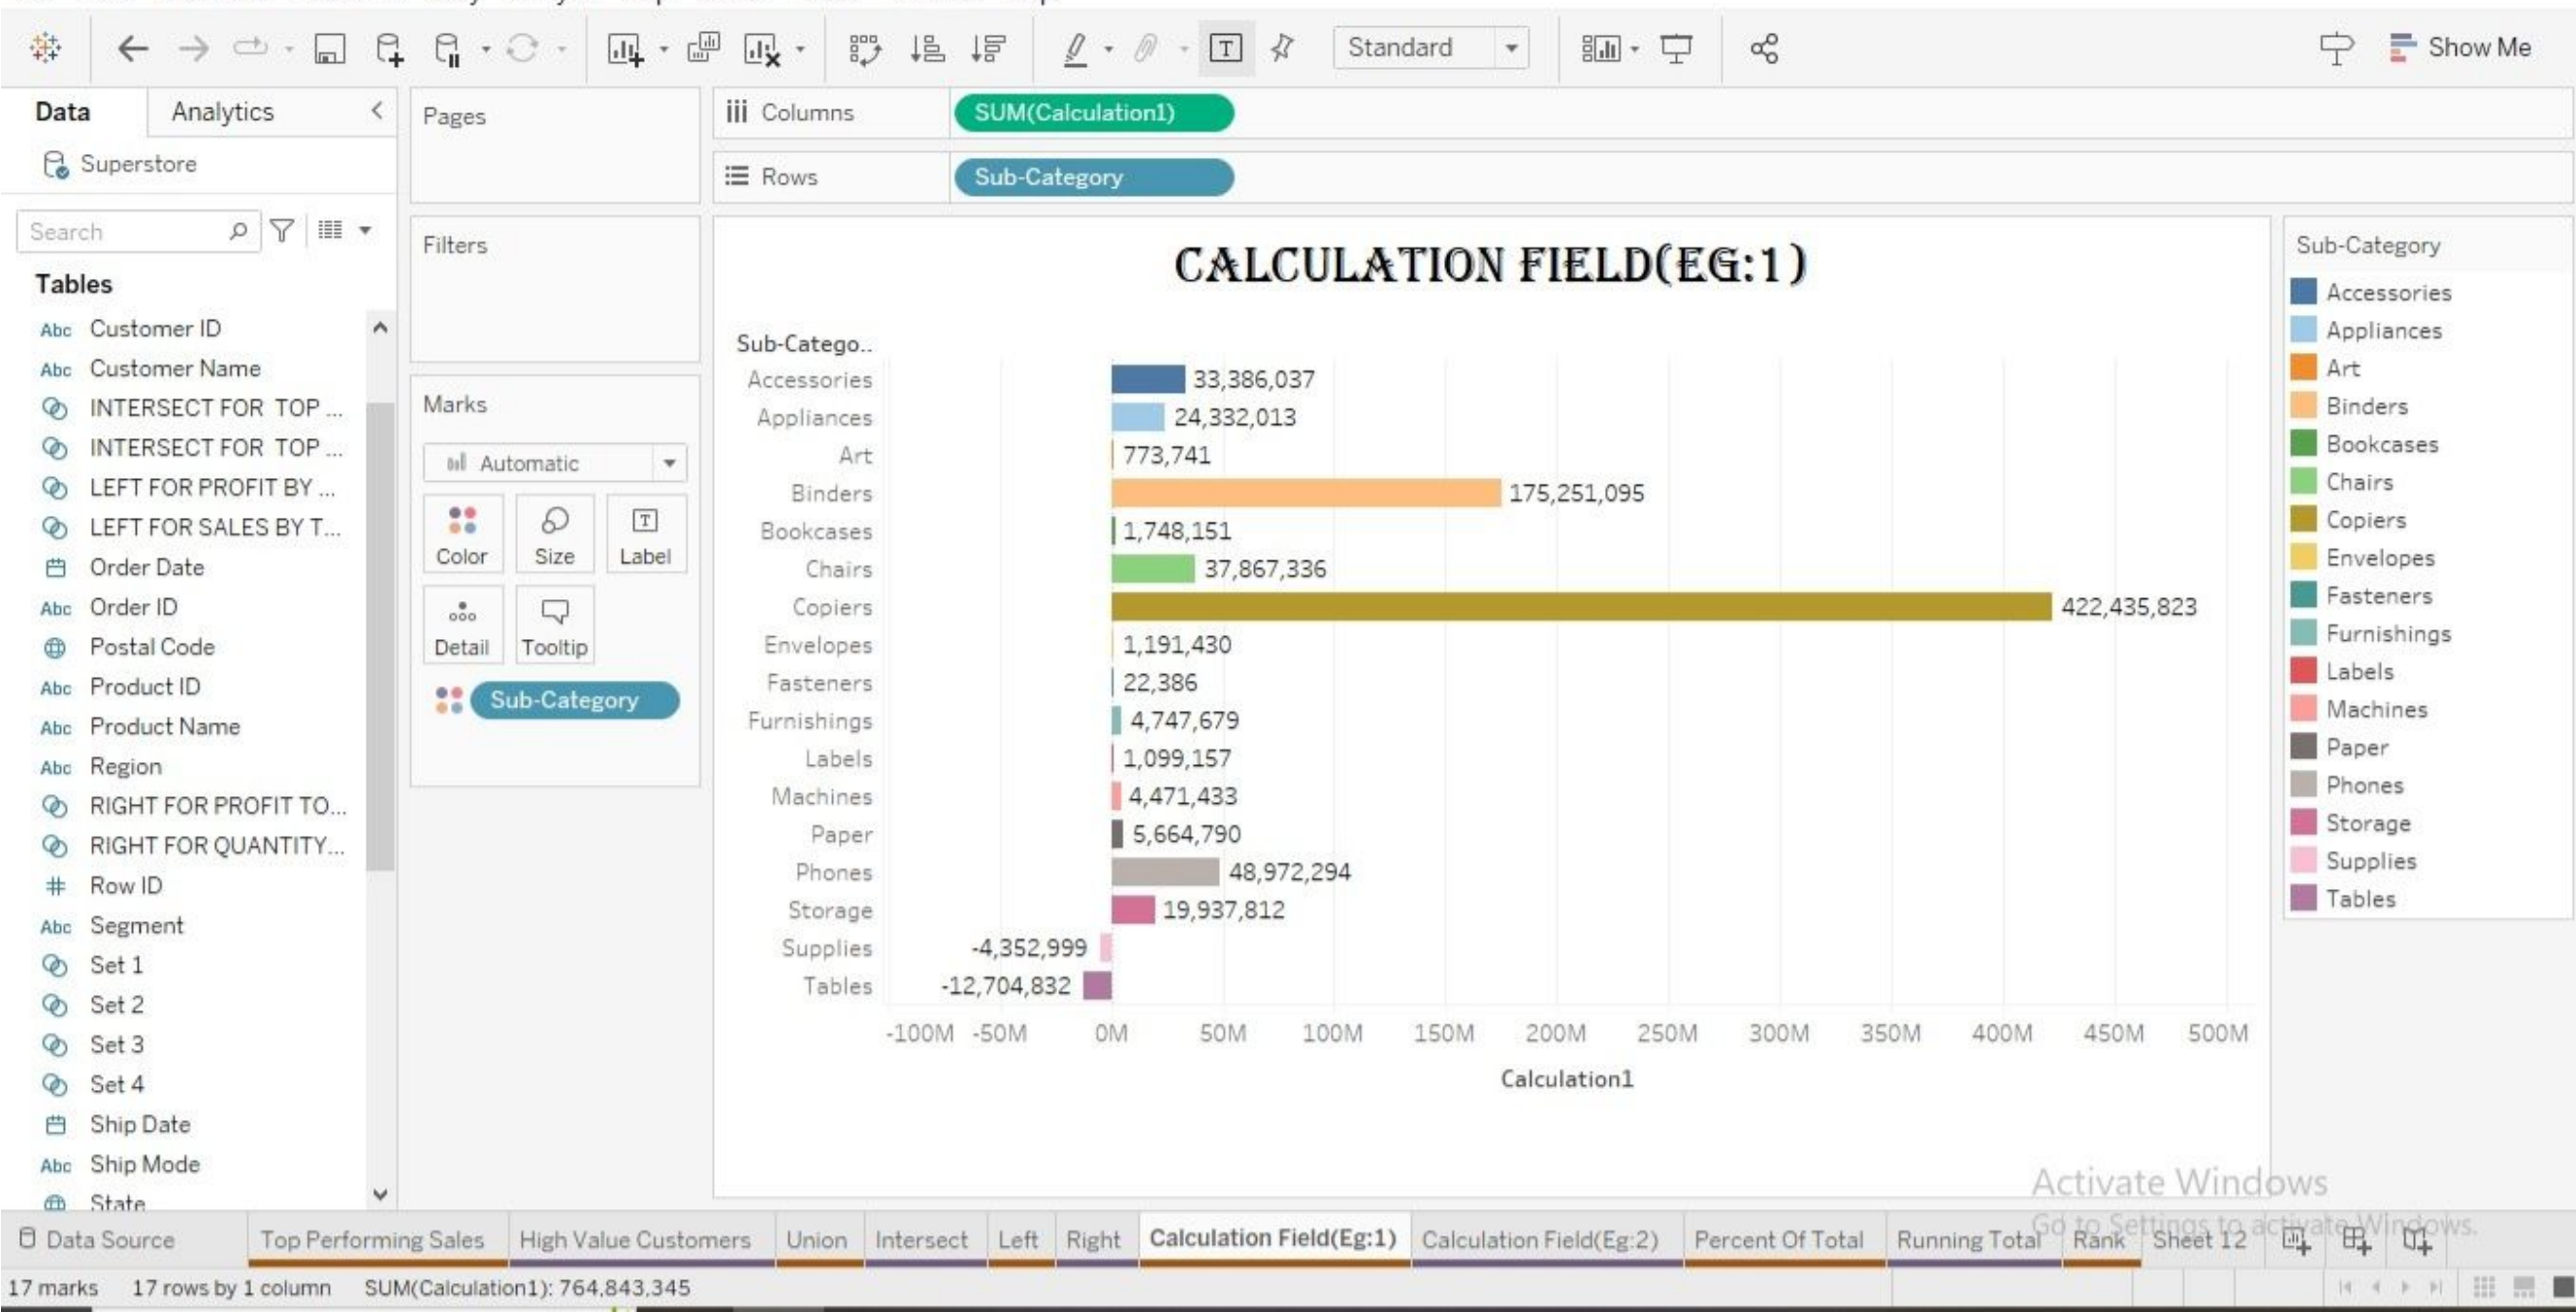 Standard
Show Me
Data
Analytics
Superstore
Search
Tables
Abc Customer ID
Abc Customer Name
INTERSECT FOR TOP ...
INTERSECT FOR TOP ...
LEFT FOR PROFIT BY ...
LEFT FOR SALES BY T...
Order Date
Abc Order ID
Postal Code
Abc Product ID
Abc Product Name
Abc Region
RIGHT FOR PROFIT TO...
RIGHT FOR QUANTITY...
# Row ID
Abc Segment
Set 1
Set 2
Set 3
Set 4
Ship Date
Abc Ship Mode
State
Pages
Filters
Marks
Automatic
Color Size Label
Detail Tooltip
Sub-Category
Columns SUM(Calculation1)
Rows Sub-Category
CALCULATION FIELD(EG:1)
Sub-Catego..
Accessories 33,386,037
Appliances 24,332,013
Art 773,741
Binders 175,251,095
Bookcases 1,748,151
Chairs 37,867,336
Copiers 422,435,823
Envelopes 1,191,430
Fasteners 22,386
Furnishings 4,747,679
Labels 1,099,157
Machines 4,471,433
Paper 5,664,790
Phones 48,972,294
Storage 19,937,812
Supplies -4,352,999
Tables -12,704,832
-100M -50M 0M 50M 100M 150M 200M 250M 300M 350M 400M 450M 500M
Calculation1
Sub-Category
Accessories
Appliances
Art
Binders
Bookcases
Chairs
Copiers
Envelopes
Fasteners
Furnishings
Labels
Machines
Paper
Phones
Storage
Supplies
Tables
Activate Windows
Go to Settings to activate Windows.
Data Source Top Performing Sales High Value Customers Union Intersect Left Right Calculation Field(Eg:1) Calculation Field(Eg:2) Percent Of Total Running Total Rank Sheet 12
17 marks 17 rows by 1 column SUM(Calculation1): 764,843,345